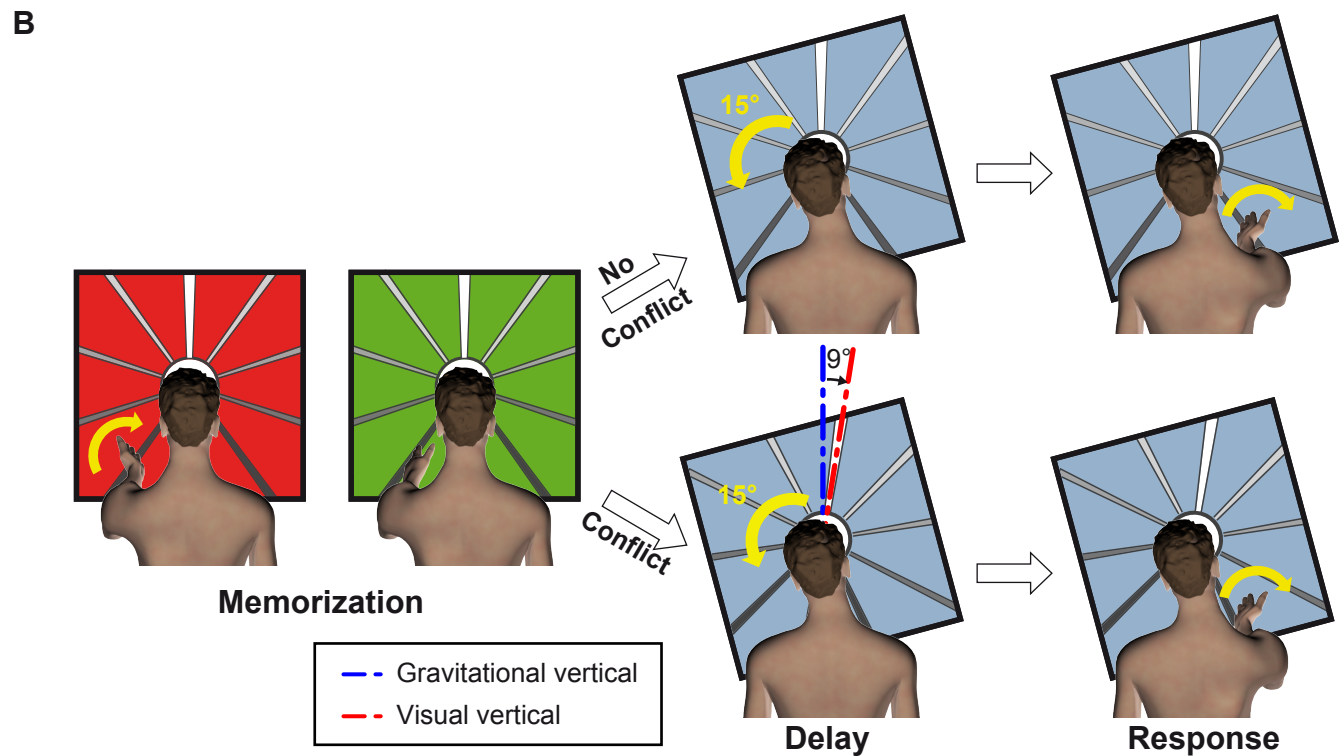 B
15°
No
Conflict
9°
15°
Conflict
Memorization
Gravitational vertical
Visual vertical
Delay
Response